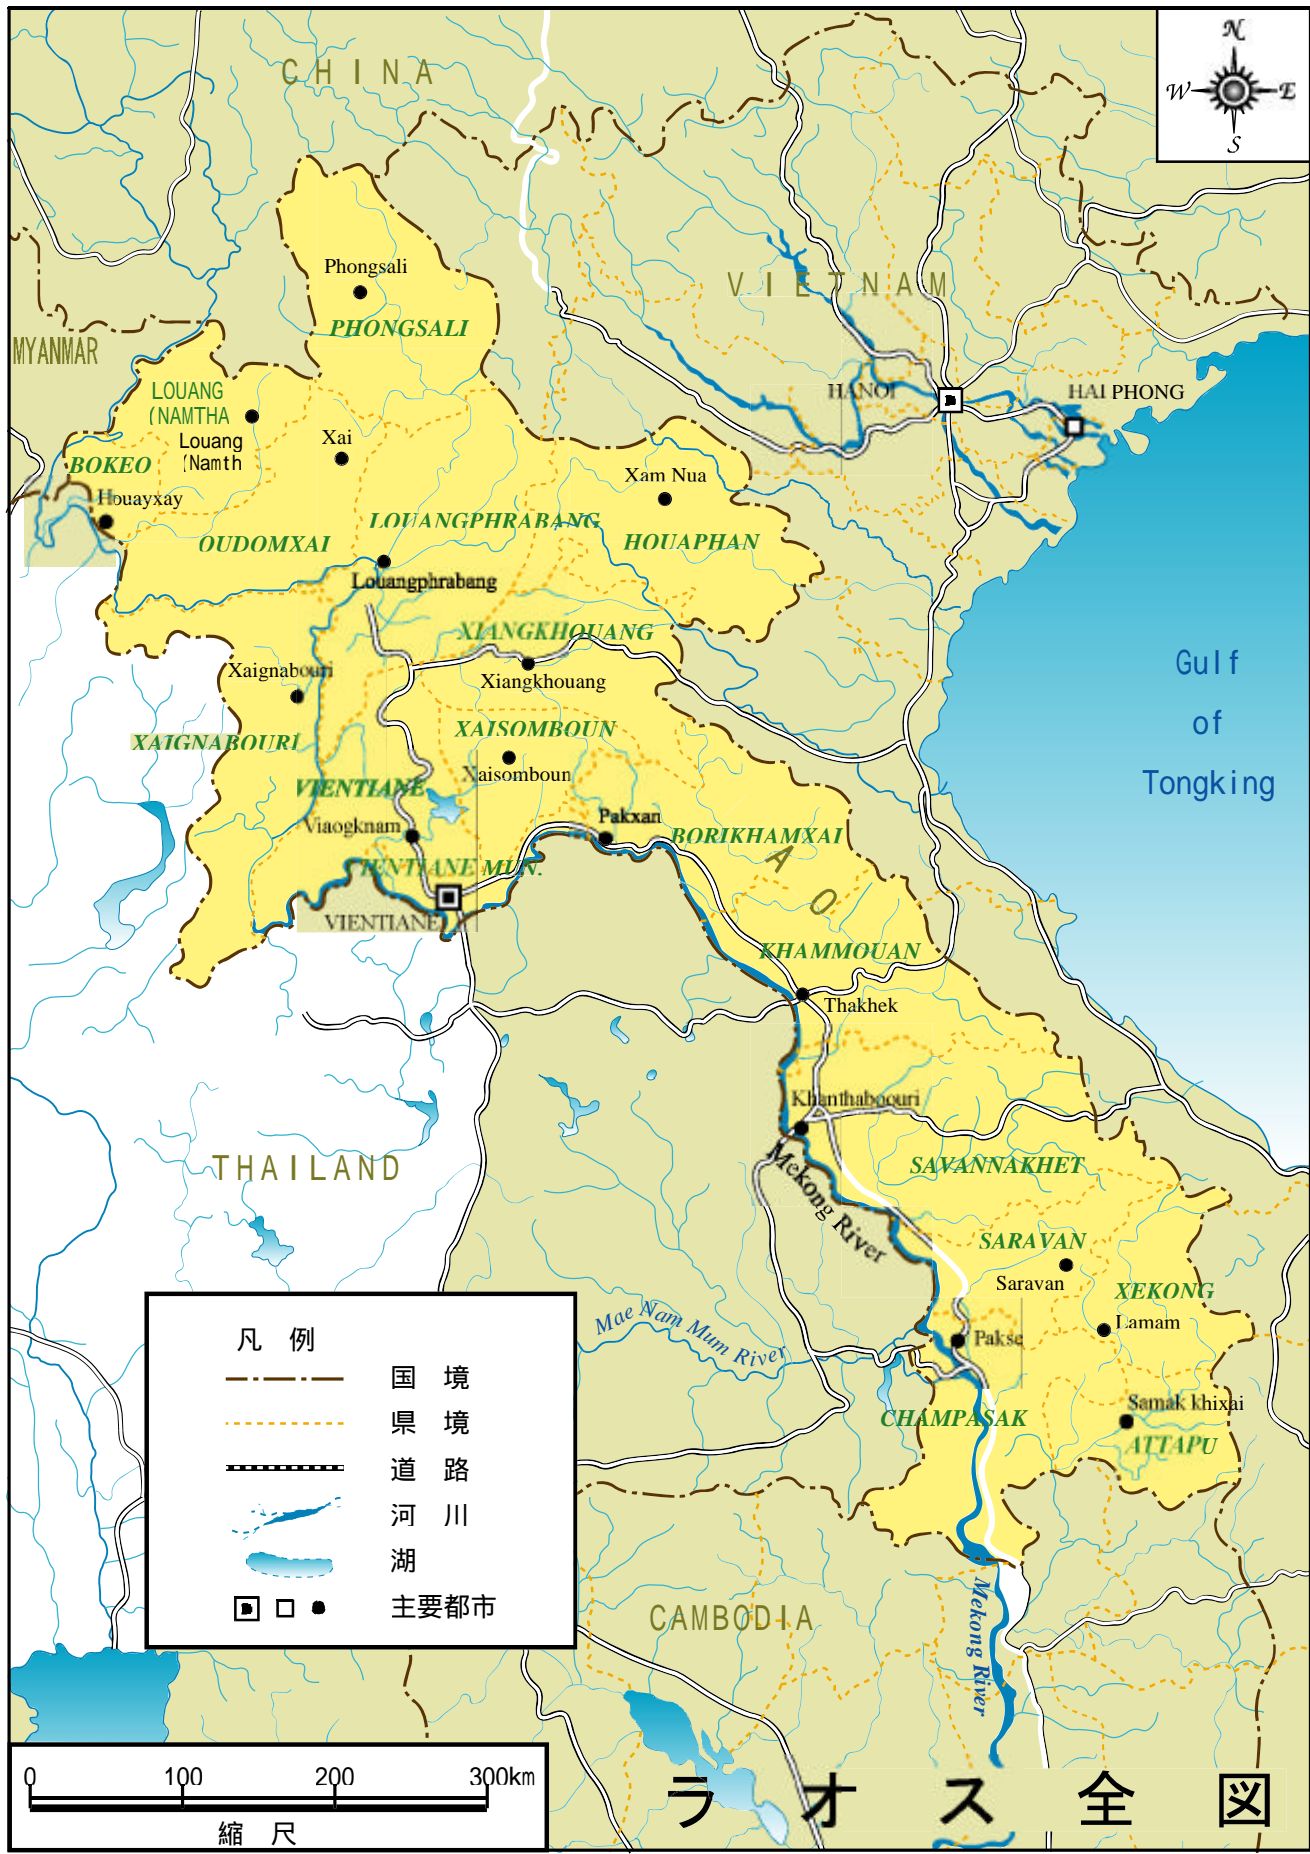 N
W E
S
CHINA
VIETNAM
MYANMAR
Phongsali
PHONGSALI
LOUANG
(NAMTHA
Louang
(Namth
Xai
BOKEO
Houayxay
OUDOMXAI
LOUANGPHRABANG
Louangphrabang
Xam Nua
HOUAPHAN
HANOI
HAI PHONG
XIANGKHOUANG
Xiangkhouang
Xaignabouri
XAIGNABOURI
XAISOMBOUN
Xaisomboun
VIENTIANE
Viaogknam
Pakxan
BORIKHAMXAI
IENTIANE MUN.
VIENTIANE
A
O
KHAMMOUAN
Thakhek
Gulf
of
Tongking
Khanthaboouri
Mekong River
SAVANNAKHET
THAILAND
SARAVAN
Saravan
XEKONG
Lamam
Mae Nam Mum River
Pakse
CHAMPASAK
Samak khixai
ATTAPU
CAMBODIA
Mekong River
凡 例
国 境
県 境
道 路
河 川
湖
主要都市
0 100 200 300km
縮 尺
ラオス全図